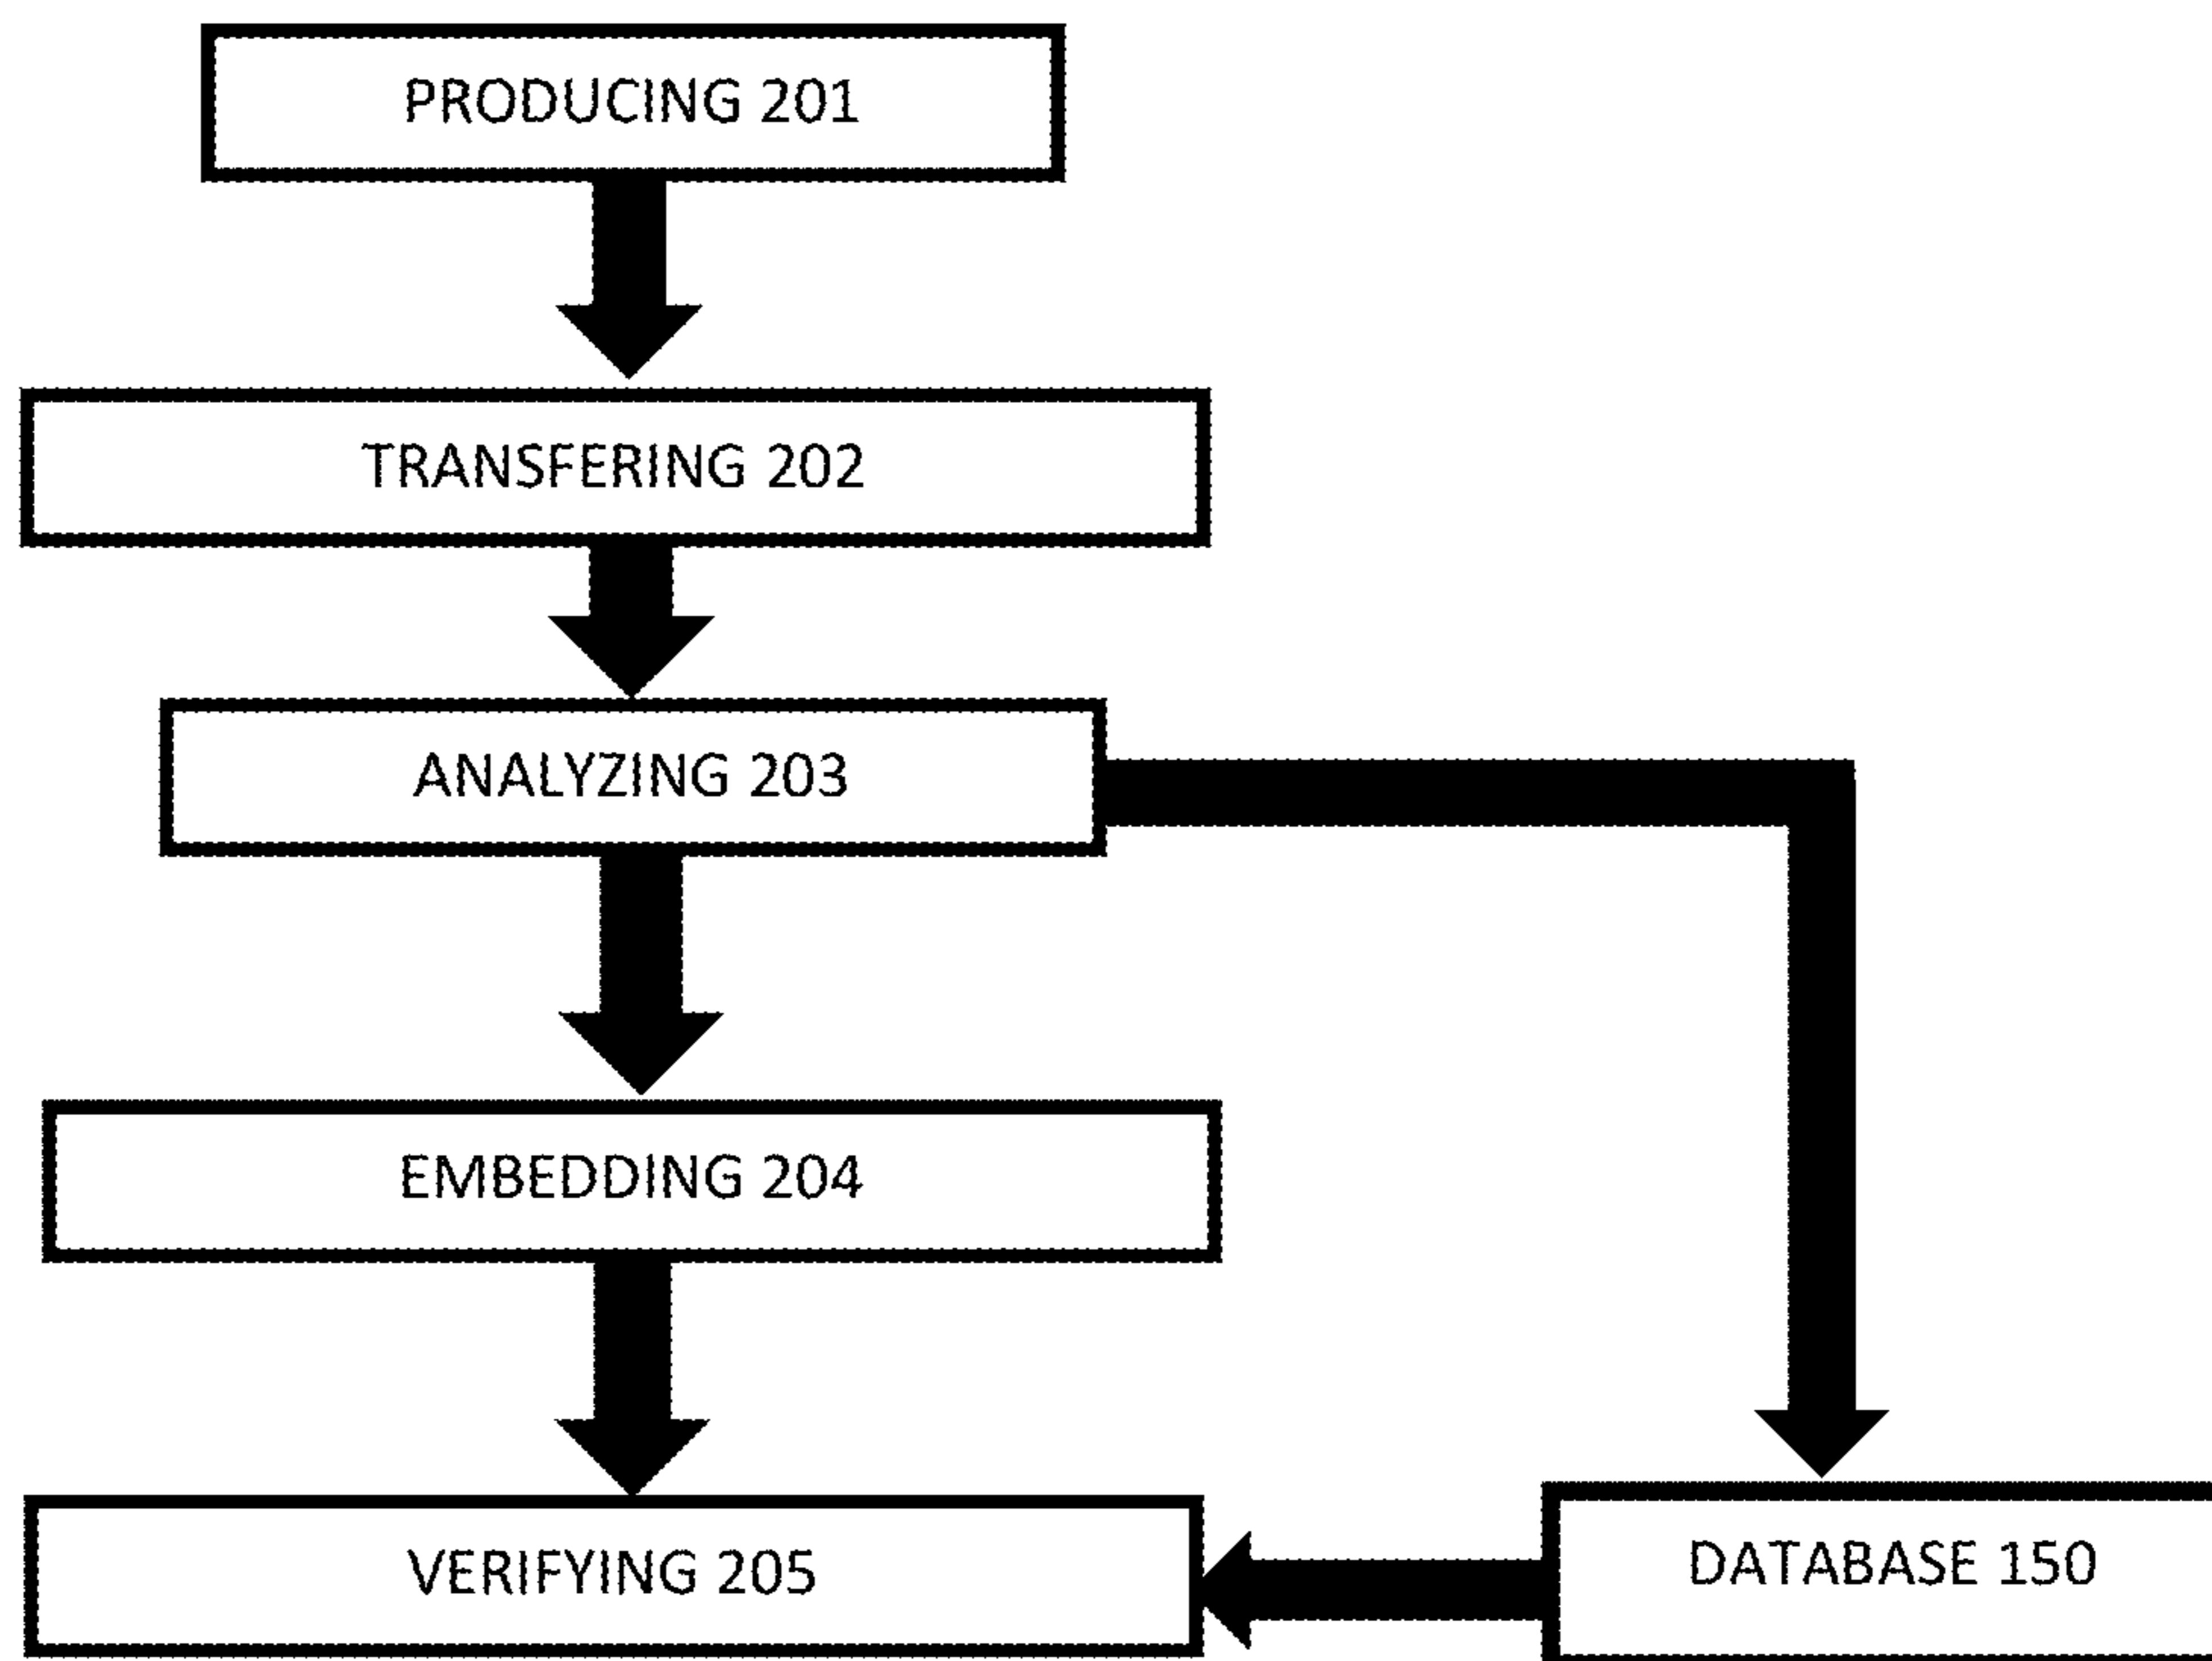 PRODUCING 201
TRANSFERING 202
ANALYZING 203
EMBEDDING 204
VERIFYING 205
DATABASE 150